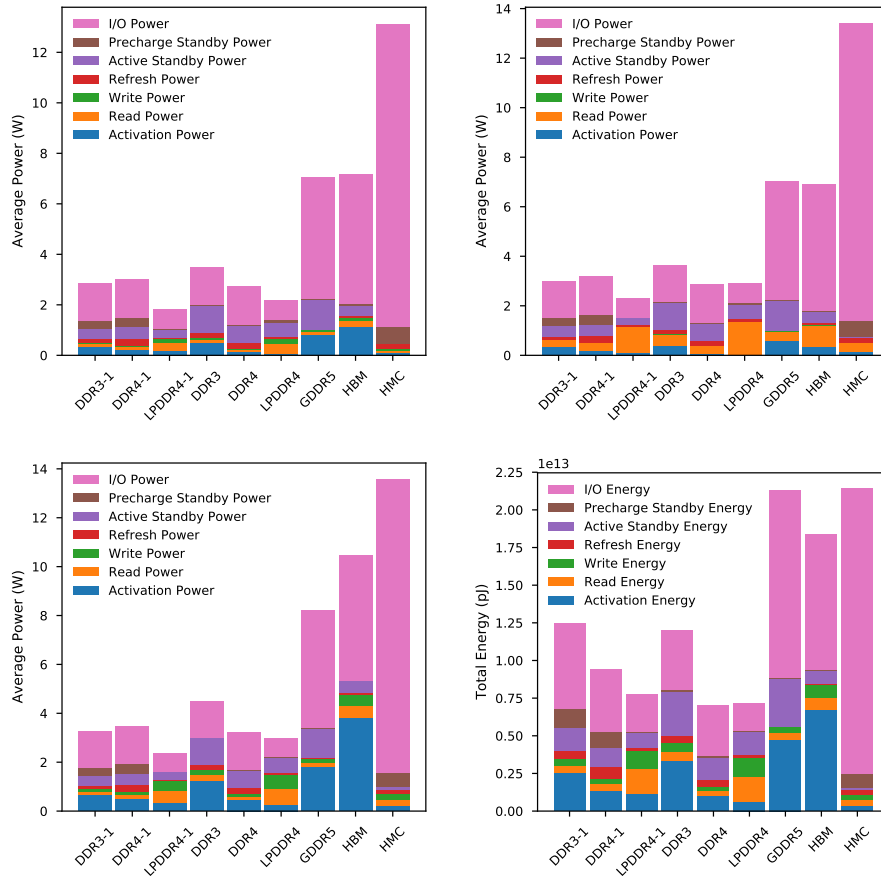 I/O Power
Precharge Standby Power
Active Standby Power
Refresh Power
Write Power
Read Power
Activation Power
Average Power (W)
12
10
8
6
4
2
0
DDR3-1
DDR4-1
LPDDR4-1
DDR3
DDR4
LPDDR4
GDDR5
HBM
HMC
I/O Power
Precharge Standby Power
Active Standby Power
Refresh Power
Write Power
Read Power
Activation Power
Average Power (W)
14
12
10
8
6
4
2
0
DDR3-1
DDR4-1
LPDDR4-1
DDR3
DDR4
LPDDR4
GDDR5
HBM
HMC
I/O Power
Precharge Standby Power
Active Standby Power
Refresh Power
Write Power
Read Power
Activation Power
Average Power (W)
14
12
10
8
6
4
2
0
DDR3-1
DDR4-1
LPDDR4-1
DDR3
DDR4
LPDDR4
GDDR5
HBM
HMC
1e13
I/O Energy
Precharge Standby Energy
Active Standby Energy
Refresh Energy
Write Energy
Read Energy
Activation Energy
Total Energy (pJ)
2.25
2.00
1.75
1.50
1.25
1.00
0.75
0.50
0.25
0.00
DDR3-1
DDR4-1
LPDDR4-1
DDR3
DDR4
LPDDR4
GDDR5
HBM
HMC